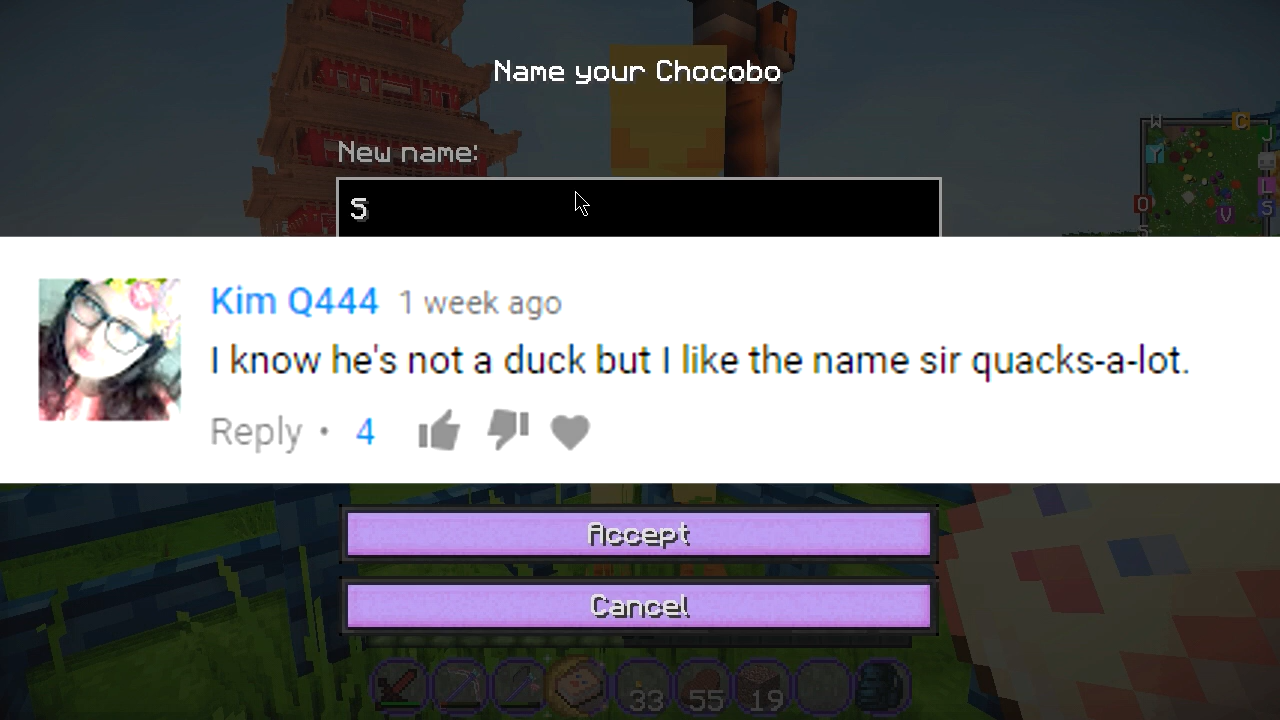 Name your Chocobo
W
C
J
New name:
L
S
O
S
V
5
Kim Q444 1 week ago
I know he's not a duck but I like the name sir quacks-a-lot.
Reply • 4
Accept
Cancel
33 55 19